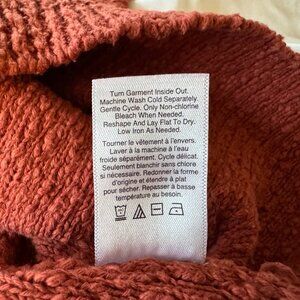 Turn Garment Inside Out.
Machine Wash Cold Separately.
Gentle Cycle. Only Non-chlorine
Bleach When Needed.
Reshape And Lay Flat To Dry.
Low Iron As Needed.
Tourner le vêtement à l'envers.
Laver à la machine à l'eau
froide séparément. Cycle délicat.
Seulement blanchir sans chlore
si nécessaire. Redonner la forme
d'origine et étendre à plat
pour sécher. Repasser à basse
température au besoin.